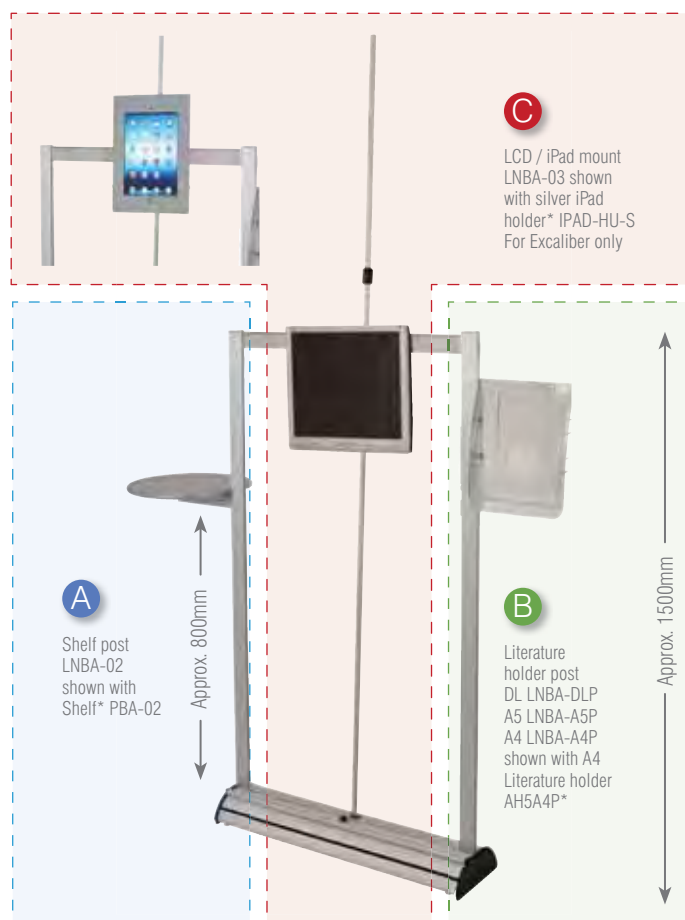 C
LCD / iPad mount
LNBA-03 shown
with silver iPad
holder* IPAD-HU-S
For Excaliber only
A
Shelf post
LNBA-02
shown with
Shelf* PBA-02
Approx. 800mm
B
Literature
holder post
DL LNBA-DLP
A5 LNBA-A5P
A4 LNBA-A4P
shown with A4
Literature holder
AH5A4P*
Approx. 1500mm